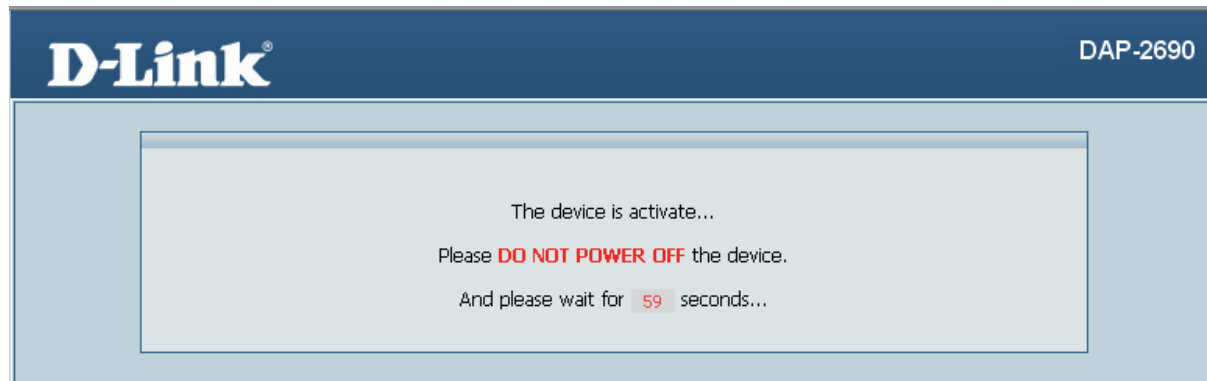 D-Link®
DAP-2690
The device is activate...
Please DO NOT POWER OFF the device.
And please wait for 59 seconds...